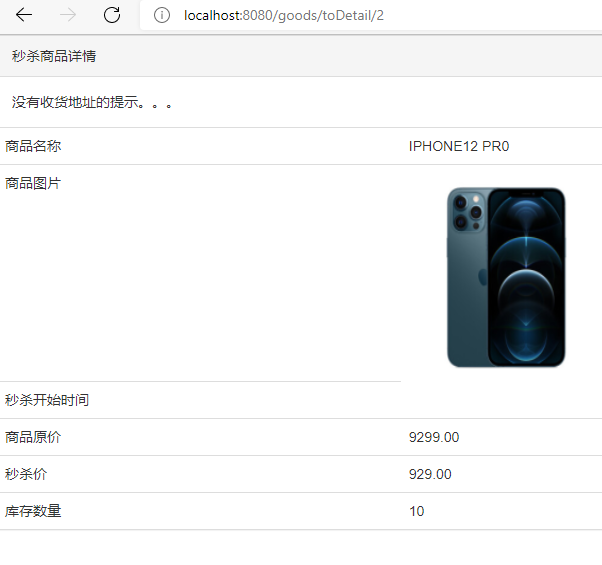 localhost:8080/goods/toDetail/2
秒杀商品详情
没有收货地址的提示。。。
商品名称 IPHONE12 PR0
商品图片
秒杀开始时间
商品原价 9299.00
秒杀价 929.00
库存数量 10